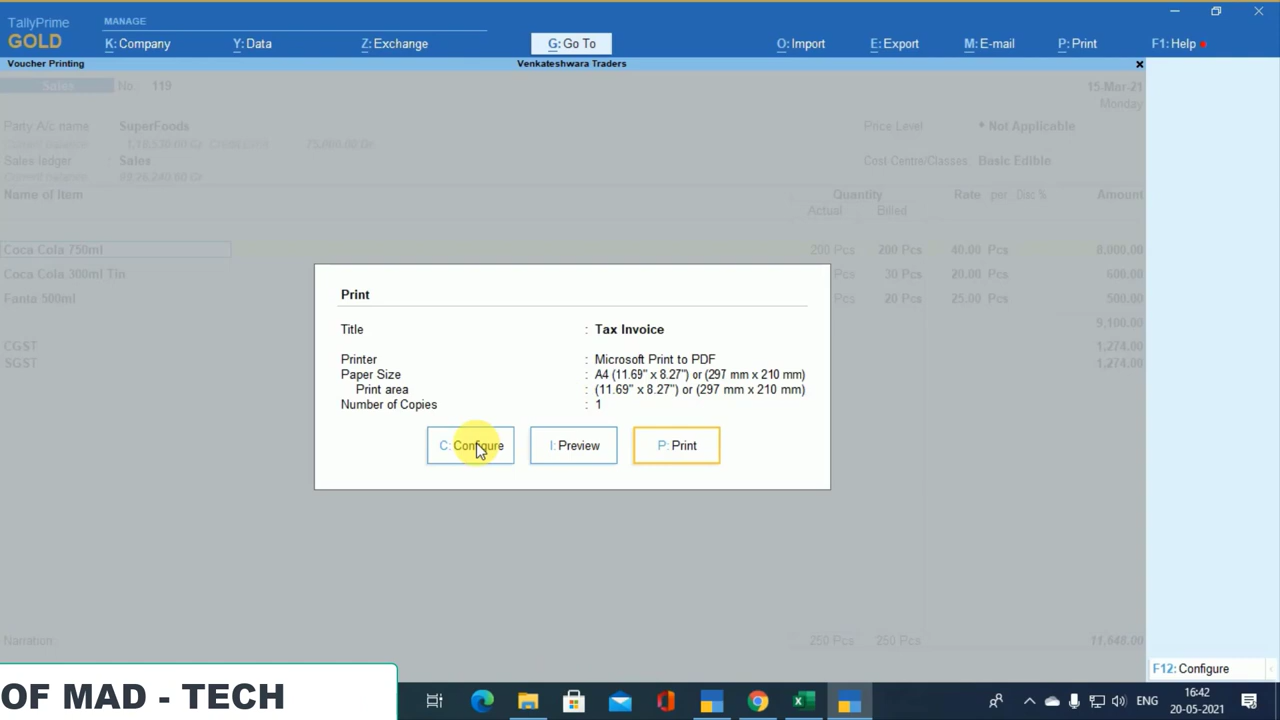 TallyPrime
GOLD
MANAGE
K: Company
Y: Data
Z: Exchange
G: Go To
O: Import
E: Export
M: E-mail
P: Print
F1: Help
Voucher Printing
Venkateshwara Traders
×
Sales
No. 119
15-Mar-21
Monday
Party A/c name SuperFoods
Price Level * Not Applicable
Current balance
Sales ledger : Sales
Cost Centre/Classes Basic Edible
Current balance
Name of Item Quantity Rate per Disc % Amount
Actual Billed
Coca Cola 750ml 200 Pcs 200 Pcs 40.00 Pcs 8,000.00
Coca Cola 300ml Tin Pcs 30 Pcs 20.00 Pcs 600.00
Fanta 500ml Pcs 20 Pcs 25.00 Pcs 500.00
9,100.00
CGST 1,274.00
SGST 1,274.00
Print
Title : Tax Invoice
Printer : Microsoft Print to PDF
Paper Size : A4 (11.69" x 8.27") or (297 mm x 210 mm)
Print area : (11.69" x 8.27") or (297 mm x 210 mm)
Number of Copies : 1
C: Configure
I: Preview
P: Print
Narration: 250 Pcs 250 Pcs 11,648.00
F12: Configure
OF MAD - TECH
ENG
16:42
20-05-2021